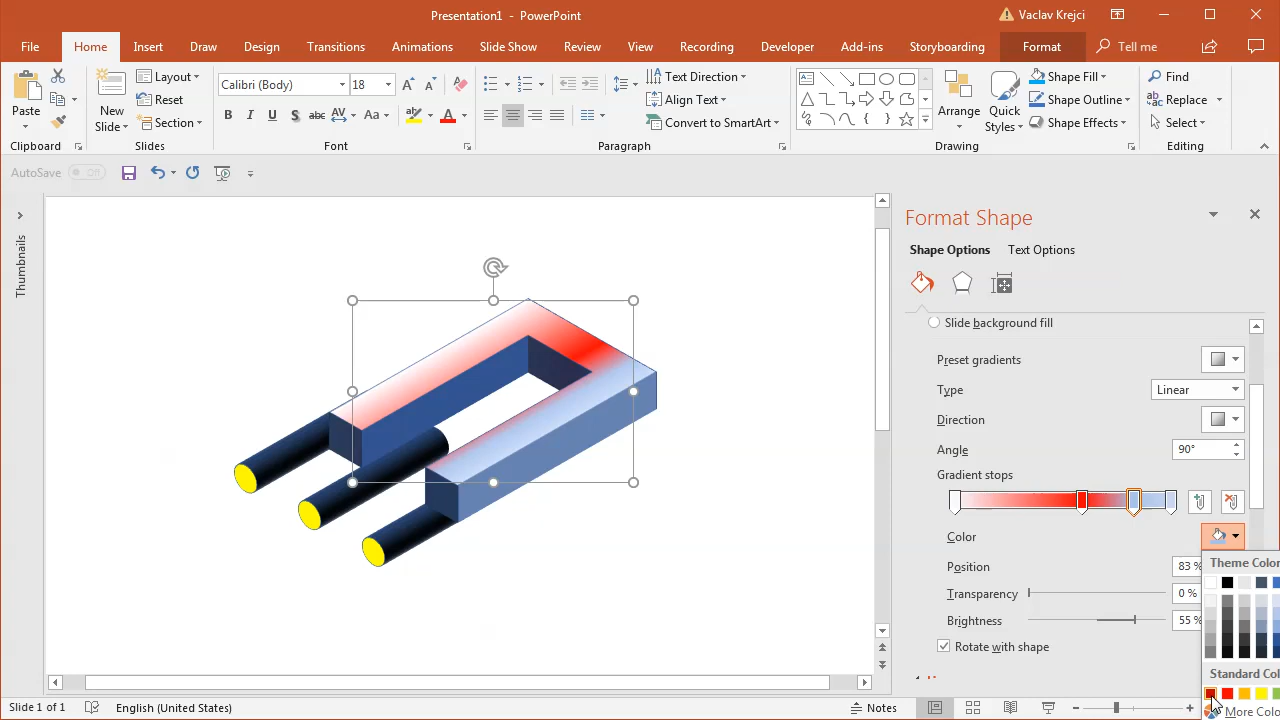 Presentation1 - PowerPoint
Vaclav Krejci
File Home Insert Draw Design Transitions Animations Slide Show Review View Recording Developer Add-ins Storyboarding Format Tell me
Paste
Clipboard
New Slide
Layout
Reset
Section
Slides
Calibri (Body) 18
B I U S abc AV Aa
A
Font
Text Direction
Align Text
Convert to SmartArt
Paragraph
Arrange
Quick Styles
Shape Fill
Shape Outline
Shape Effects
Drawing
Find
Replace
Select
Editing
AutoSave Off
Thumbnails
Format Shape
Shape Options Text Options
Slide background fill
Preset gradients
Type Linear
Direction
Angle 90°
Gradient stops
Color
Position 83 %
Transparency 0 %
Brightness 55 %
Rotate with shape
Theme Color
Standard Col
More Colo
Slide 1 of 1 English (United States) Notes